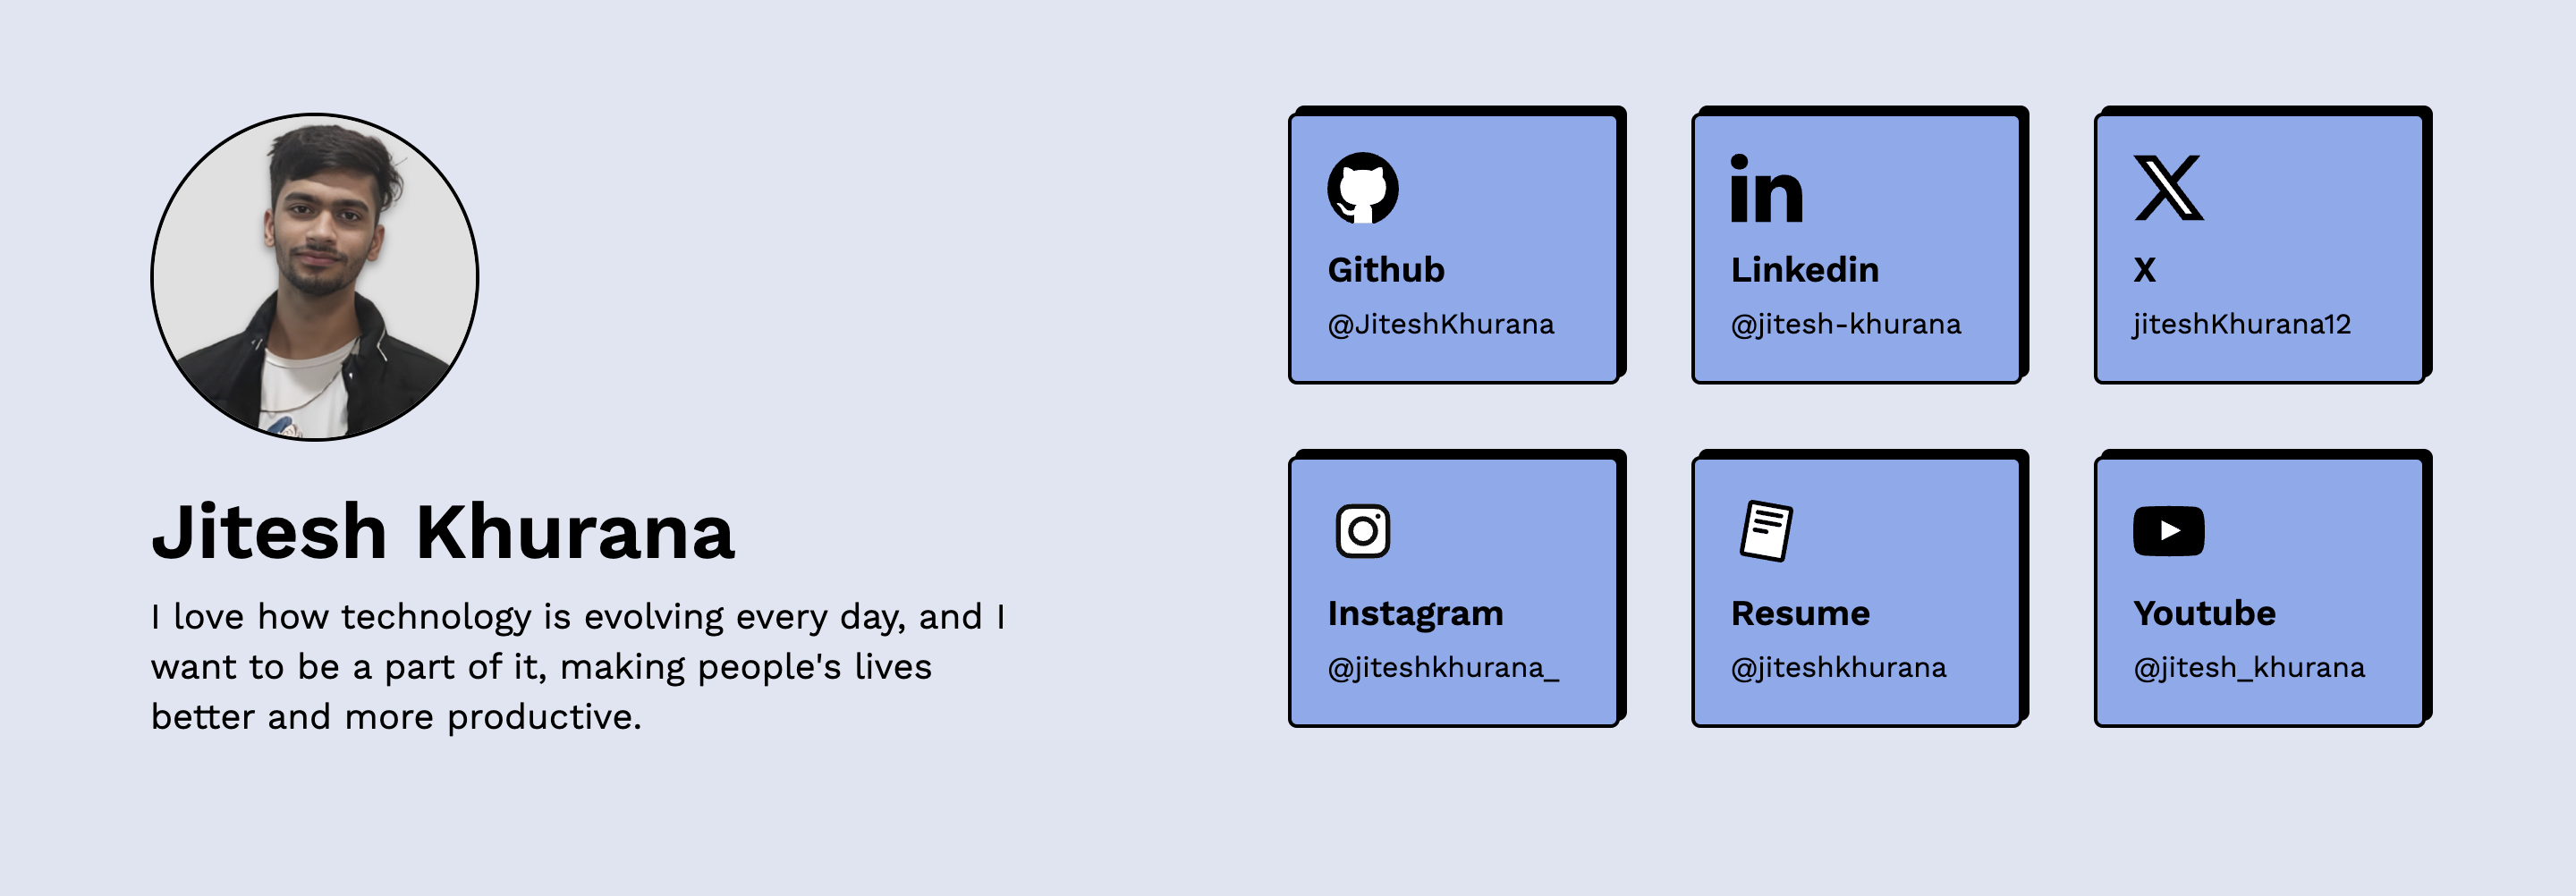 Jitesh Khurana
I love how technology is evolving every day, and I
want to be a part of it, making people's lives
better and more productive.
Github
@JiteshKhurana
Linkedin
@jitesh-khurana
X
jiteshKhurana12
Instagram
@jiteshkhurana_
Resume
@jiteshkhurana
Youtube
@jitesh_khurana